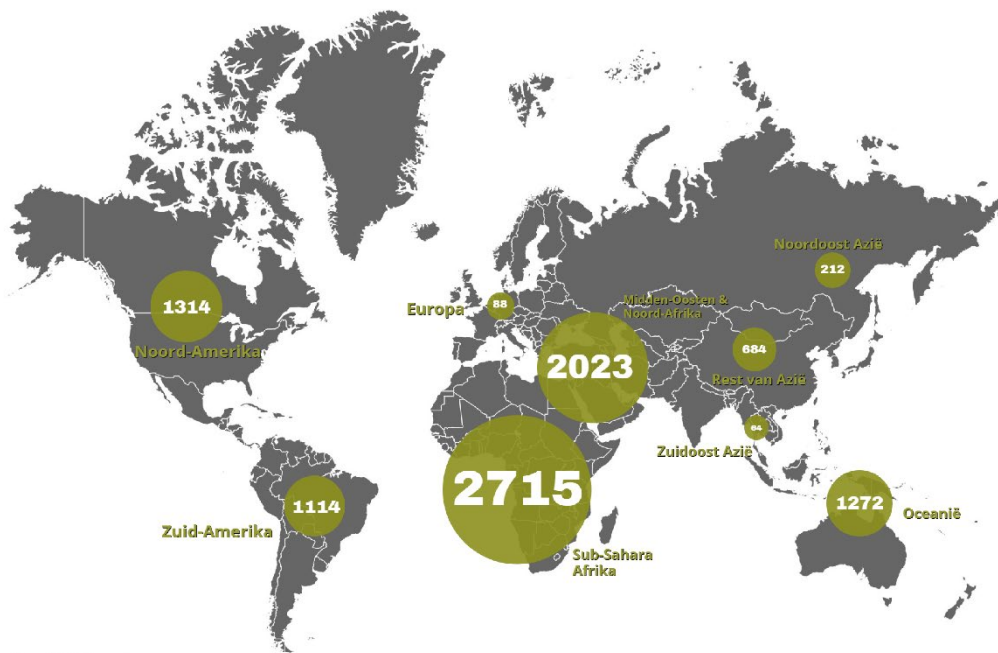 Noordoost Azië
212
1314
88
Europa
Midden-Oosten &
Noord-Afrika
Noord-Amerika
2023
684
Rest van Azië
64
Zuidoost Azië
2715
1114
1272
Oceanië
Zuid-Amerika
Sub-Sahara
Afrika